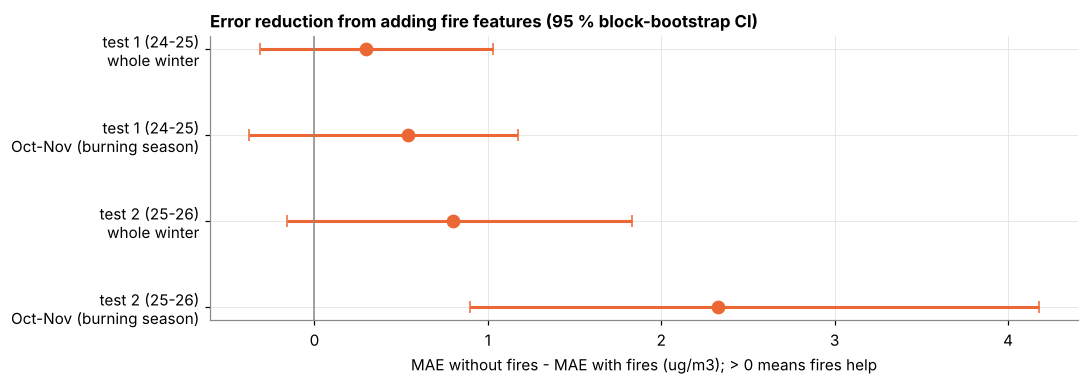 Error reduction from adding fire features (95 % block-bootstrap CI)
test 1 (24-25)
whole winter
test 1 (24-25)
Oct-Nov (burning season)
test 2 (25-26)
whole winter
test 2 (25-26)
Oct-Nov (burning season)
0 1 2 3 4
MAE without fires - MAE with fires (ug/m3); > 0 means fires help